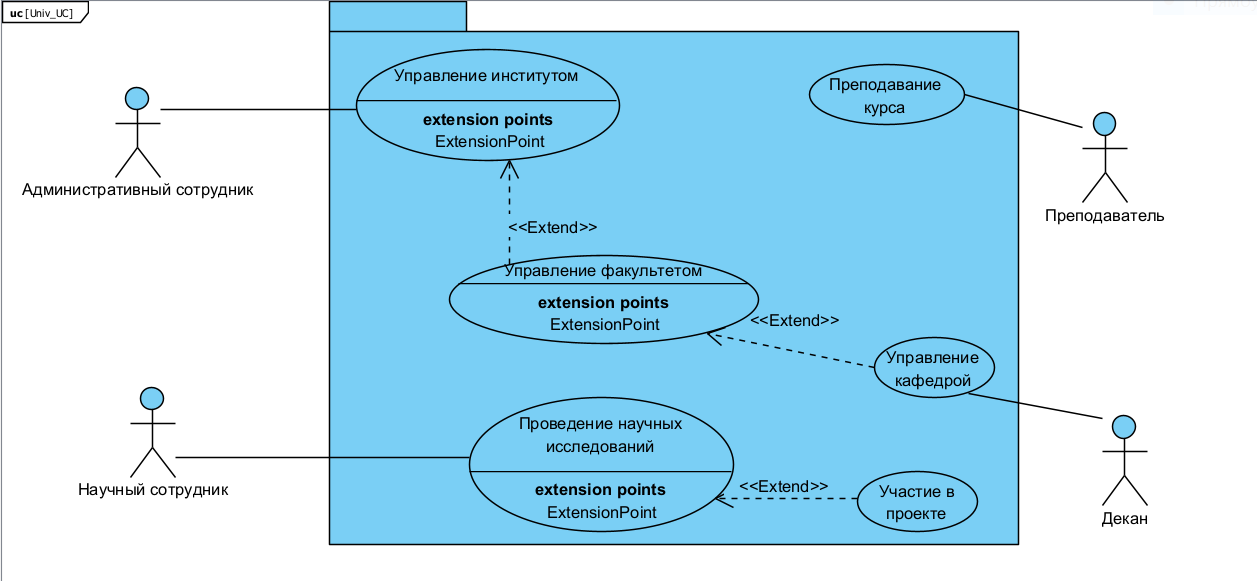 uc [Univ_UC]
Управление институтом
extension points
ExtensionPoint
Преподавание
курса
Административный сотрудник
Преподаватель
<<Extend>>
Управление факультетом
extension points
ExtensionPoint
<<Extend>>
Управление
кафедрой
Проведение научных
исследований
extension points
ExtensionPoint
<<Extend>>
Участие в
проекте
Научный сотрудник
Декан